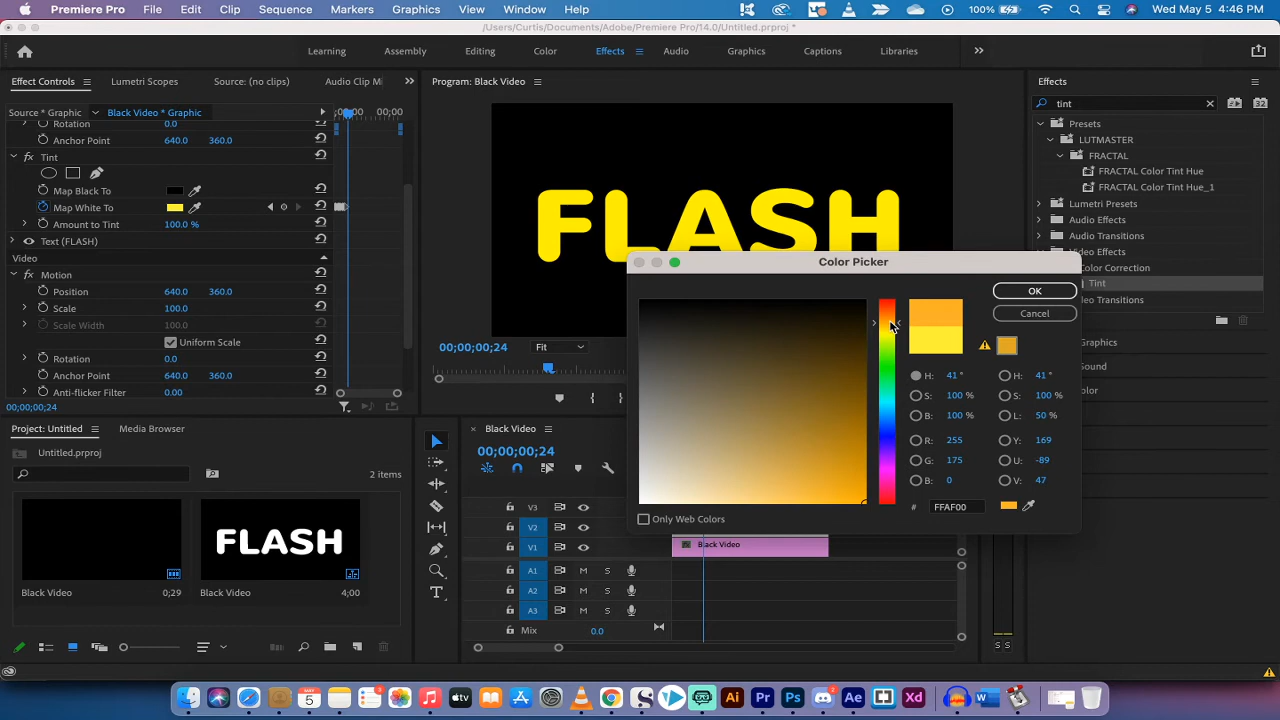 Premiere Pro File Edit Clip Sequence Markers Graphics View Window Help 100% Wed May 5 4:46 PM
/Users/Curtis/Documents/Adobe/Premiere Pro/14.0/Untitled.prproj *
Learning Assembly Editing Color Effects Audio Graphics Captions Libraries
Effect Controls Lumetri Scopes Source: (no clips) Audio Clip Mi
Program: Black Video
Effects
Source * Graphic Black Video * Graphic
;00;00 00;00
tint
Rotation 0.0
Anchor Point 640.0 360.0
fx Tint
Map Black To
Map White To
Amount to Tint 100.0 %
Text (FLASH)
Video
fx Motion
Position 640.0 360.0
Scale 100.0
Scale Width 100.0
Uniform Scale
Rotation 0.0
Anchor Point 640.0 360.0
Anti-flicker Filter 0.00
00;00;00;24
FLASH
00;00;00;24 Fit
Presets
LUTMASTER
FRACTAL
FRACTAL Color Tint Hue
FRACTAL Color Tint Hue_1
Lumetri Presets
Audio Effects
Audio Transitions
Video Effects
Color Correction
Tint
Transitions
Graphics
Sound
Color
Color Picker
OK
Cancel
H: 41 ° H: 41 °
S: 100 % S: 100 %
B: 100 % L: 50 %
R: 255 Y: 169
G: 175 U: -89
B: 0 V: 47
# FFAF00
Only Web Colors
Project: Untitled Media Browser
Untitled.prproj
2 items
FLASH
Black Video 0;29
Black Video 4;00
Black Video
00;00;00;24
V3
V2
V1
Black Video
A1 M S
A2 M S
A3 M S
Mix 0.0
S S